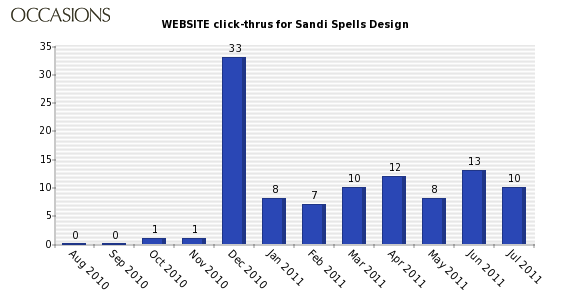 OCCASIONS
WEBSITE click-thrus for Sandi Spells Design
35
30
25
20
15
10
5
0
0
0
1
1
33
8
7
10
12
8
13
10
Aug 2010
Sep 2010
Oct 2010
Nov 2010
Dec 2010
Jan 2011
Feb 2011
Mar 2011
Apr 2011
May 2011
Jun 2011
Jul 2011